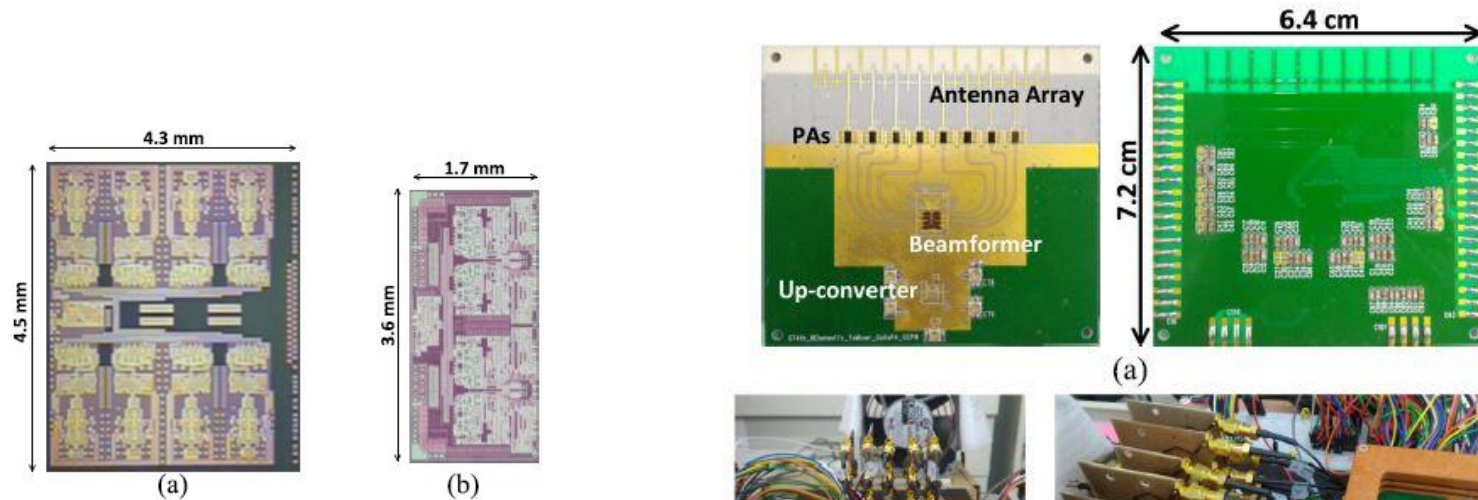 4.3 mm
4.5 mm
(a)
1.7 mm
3.6 mm
(b)
Antenna Array
PAs
Beamformer
Up-converter
6.4 cm
7.2 cm
(a)